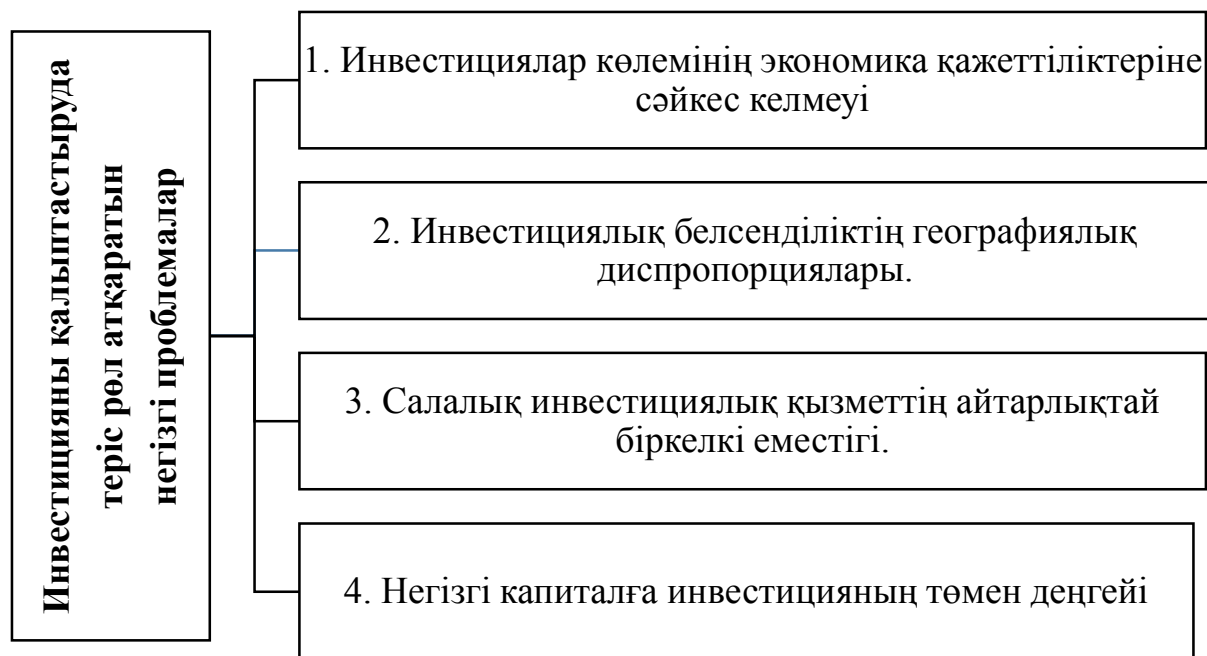 Инвестицияны қалыптастыруда
теріс рөл атқаратын
негізгі проблемалар
1. Инвестициялар көлемінің экономика қажеттіліктеріне
сәйкес келмеуі
2. Инвестициялық белсенділіктің географиялық
диспропорциялары.
3. Салалық инвестициялық қызметтің айтарлықтай
біркелкі еместігі.
4. Негізгі капиталға инвестицияның төмен деңгейі